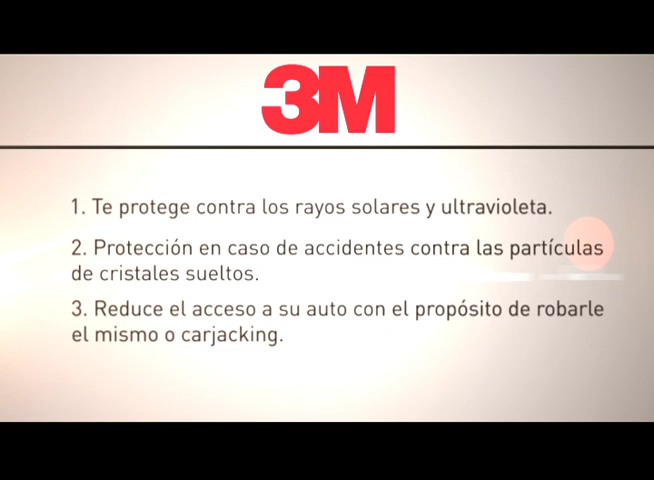 3M
1. Te protege contra los rayos solares y ultravioleta.
2. Protección en caso de accidentes contra las partículas
de cristales sueltos.
3. Reduce el acceso a su auto con el propósito de robarle
el mismo o carjacking.